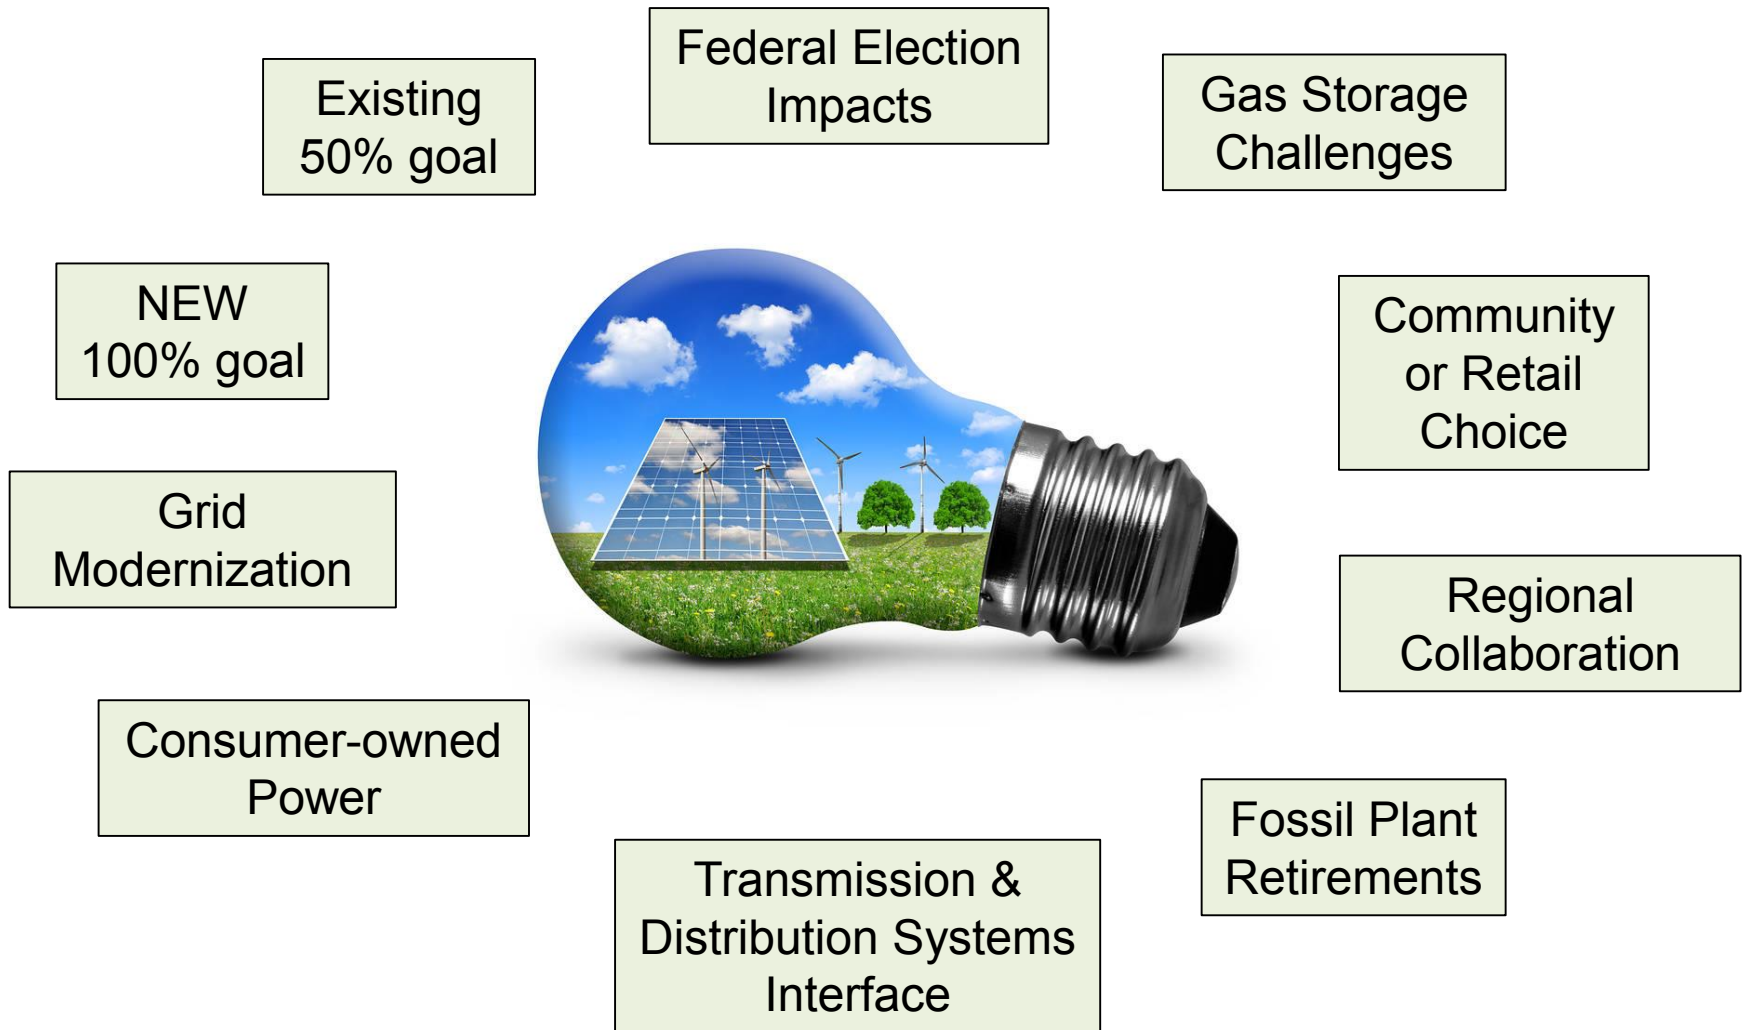 Federal Election
Impacts
Existing
50% goal
Gas Storage
Challenges
NEW
100% goal
Community
or Retail
Choice
Grid
Modernization
Regional
Collaboration
Consumer-owned
Power
Fossil Plant
Retirements
Transmission &
Distribution Systems
Interface